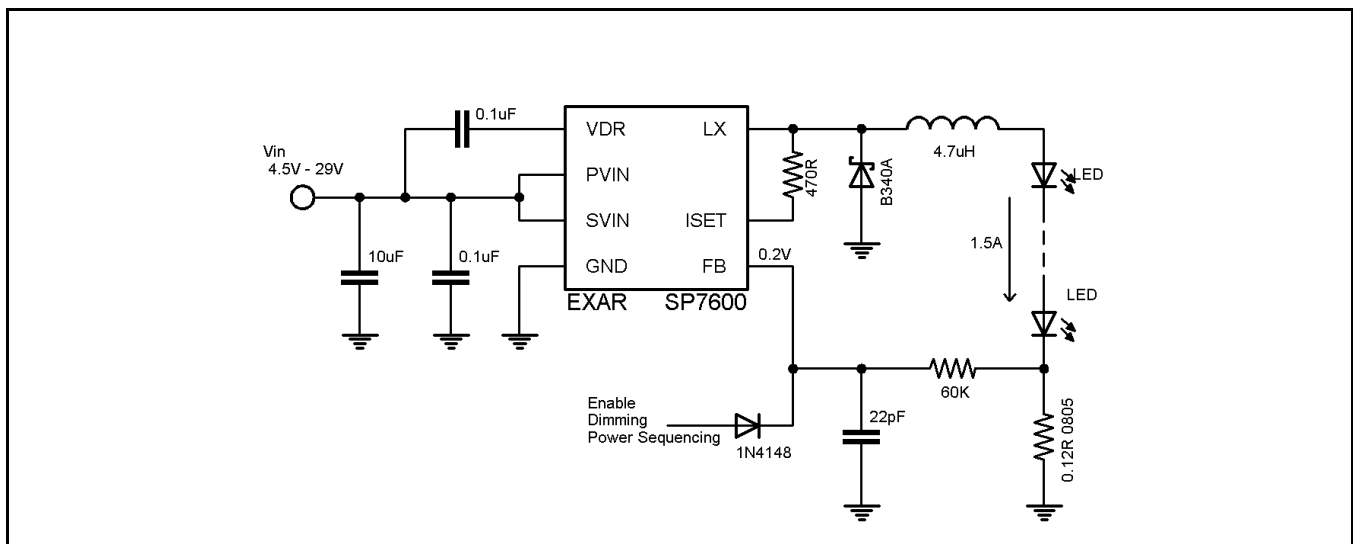 0.1uF
VDR
LX
4.7uH
Vin
4.5V - 29V
PVIN
470R
B340A
LED
SVIN
ISET
1.5A
10uF
0.1uF
GND
FB
0.2V
LED
EXAR
SP7600
60K
Enable
Dimming
Power Sequencing
1N4148
22pF
0.12R 0805